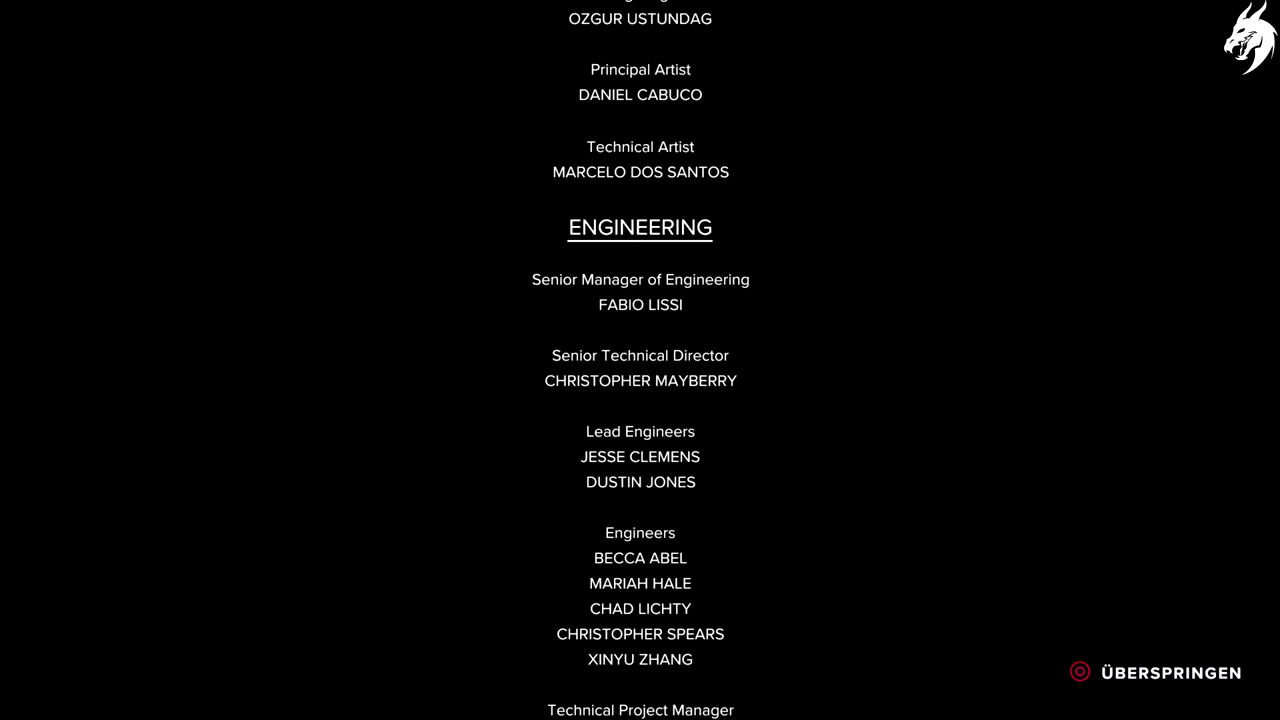 OZGUR USTUNDAG
Principal Artist
DANIEL CABUCO
Technical Artist
MARCELO DOS SANTOS
ENGINEERING
Senior Manager of Engineering
FABIO LISSI
Senior Technical Director
CHRISTOPHER MAYBERRY
Lead Engineers
JESSE CLEMENS
DUSTIN JONES
Engineers
BECCA ABEL
MARIAH HALE
CHAD LICHTY
CHRISTOPHER SPEARS
XINYU ZHANG
ÜBERSPRINGEN
Technical Project Manager